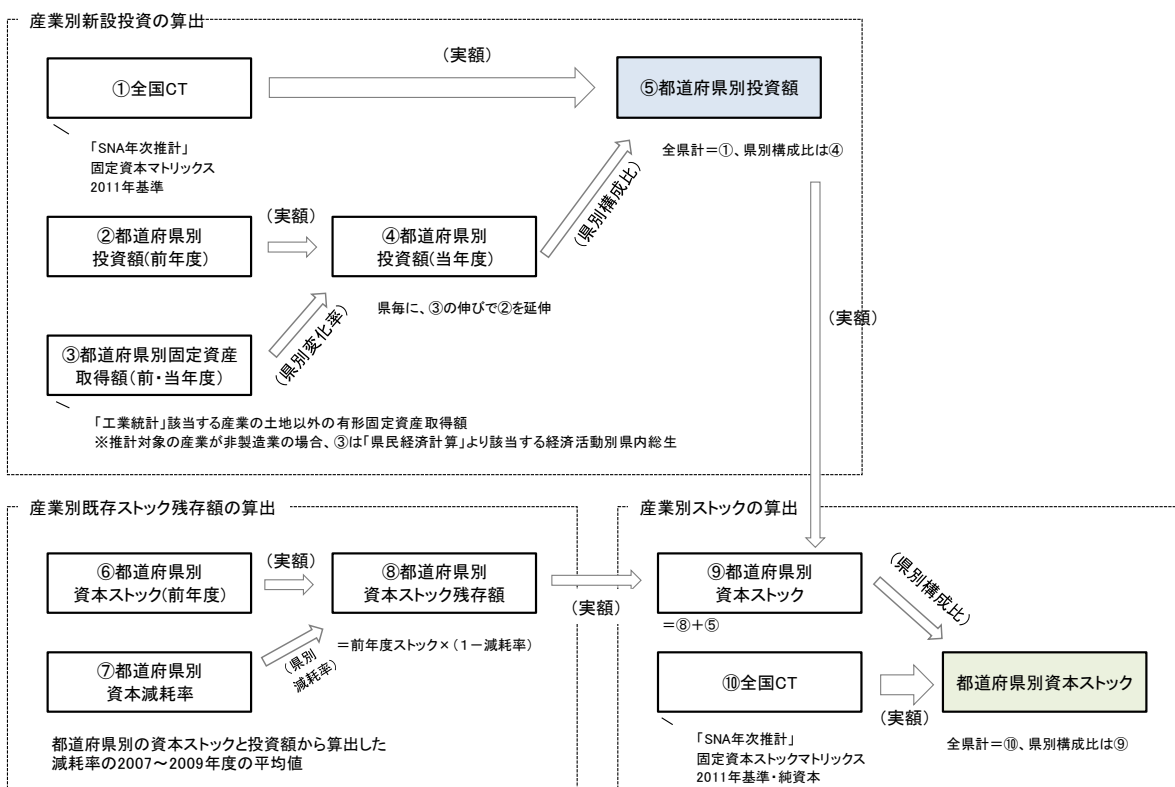 産業別新設投資の算出
(実額)
①全国CT
⑤都道府県別投資額
「SNA年次推計」
固定資本マトリックス
2011年基準
全県計＝①、県別構成比は④
(県別構成比)
(実額)
②都道府県別
投資額(前年度)
④都道府県別
投資額(当年度)
県毎に、③の伸びで②を延伸
(実額)
(県別変化率)
③都道府県別固定資産
取得額(前・当年度)
「工業統計」該当する産業の土地以外の有形固定資産取得額
※推計対象の産業が非製造業の場合、③は「県民経済計算」より該当する経済活動別県内総生
産業別既存ストック残存額の算出
⑥都道府県別
資本ストック(前年度)
(実額)
⑧都道府県別
資本ストック残存額
＝前年度ストック×(1－減耗率)
(県別
減耗率)
⑦都道府県別
資本減耗率
都道府県別の資本ストックと投資額から算出した
減耗率の2007～2009年度の平均値
(実額)
産業別ストックの算出
⑨都道府県別
資本ストック
＝⑧＋⑤
(県別構成比)
⑩全国CT
(実額)
都道府県別資本ストック
「SNA年次推計」
固定資本ストックマトリックス
2011年基準・純資本
全県計＝⑩、県別構成比は⑨